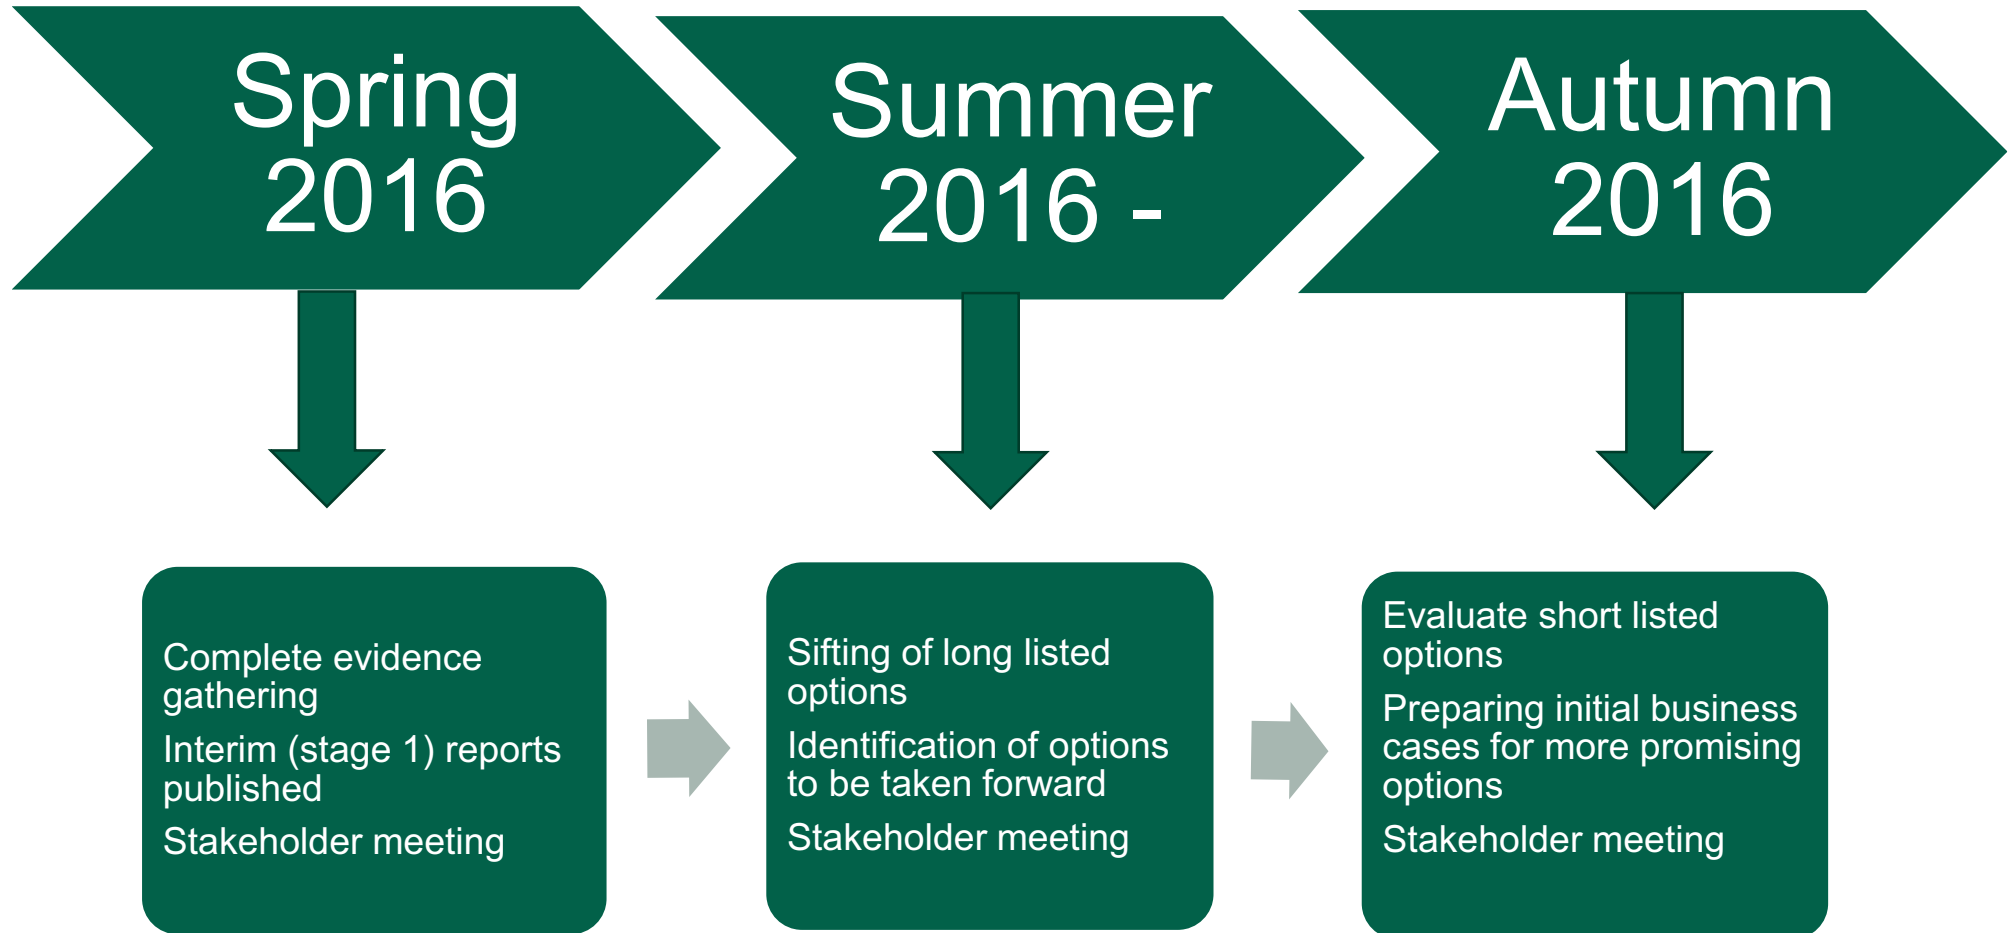 Spring
2016
Summer
2016 -
Autumn
2016
Complete evidence
gathering
Interim (stage 1) reports
published
Stakeholder meeting
Sifting of long listed
options
Identification of options
to be taken forward
Stakeholder meeting
Evaluate short listed
options
Preparing initial business
cases for more promising
options
Stakeholder meeting